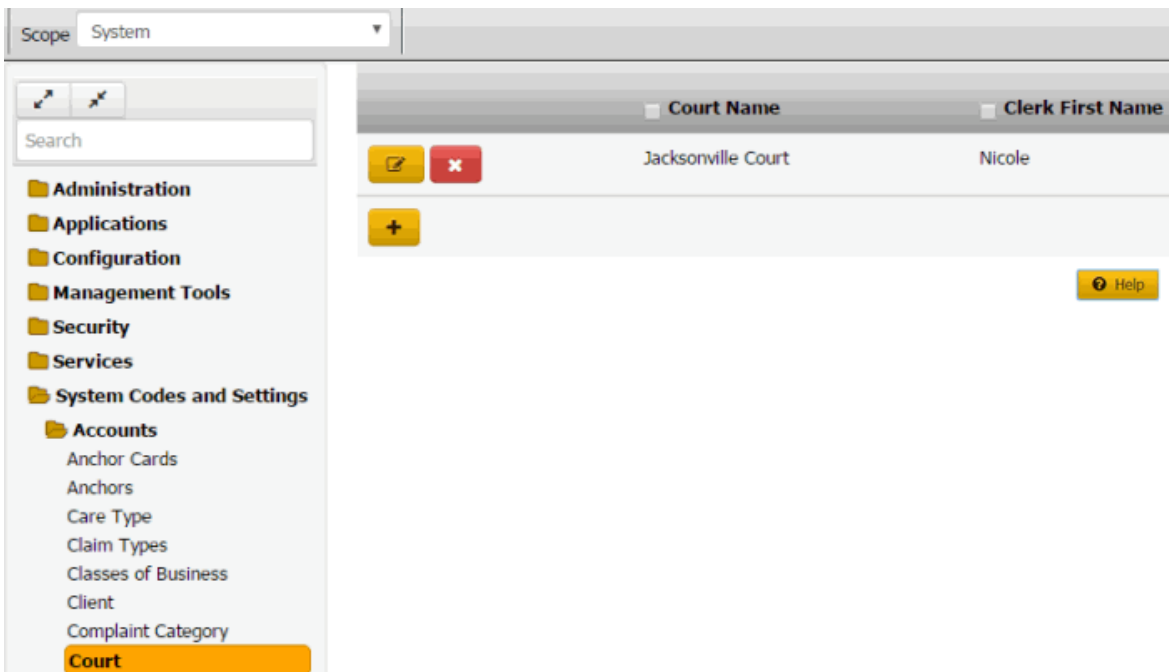 Scope System
Search
Administration
Applications
Configuration
Management Tools
Security
Services
System Codes and Settings
Accounts
Anchor Cards
Anchors
Care Type
Claim Types
Classes of Business
Client
Complaint Category
Court
Court Name Clerk First Name
Jacksonville Court Nicole
Help